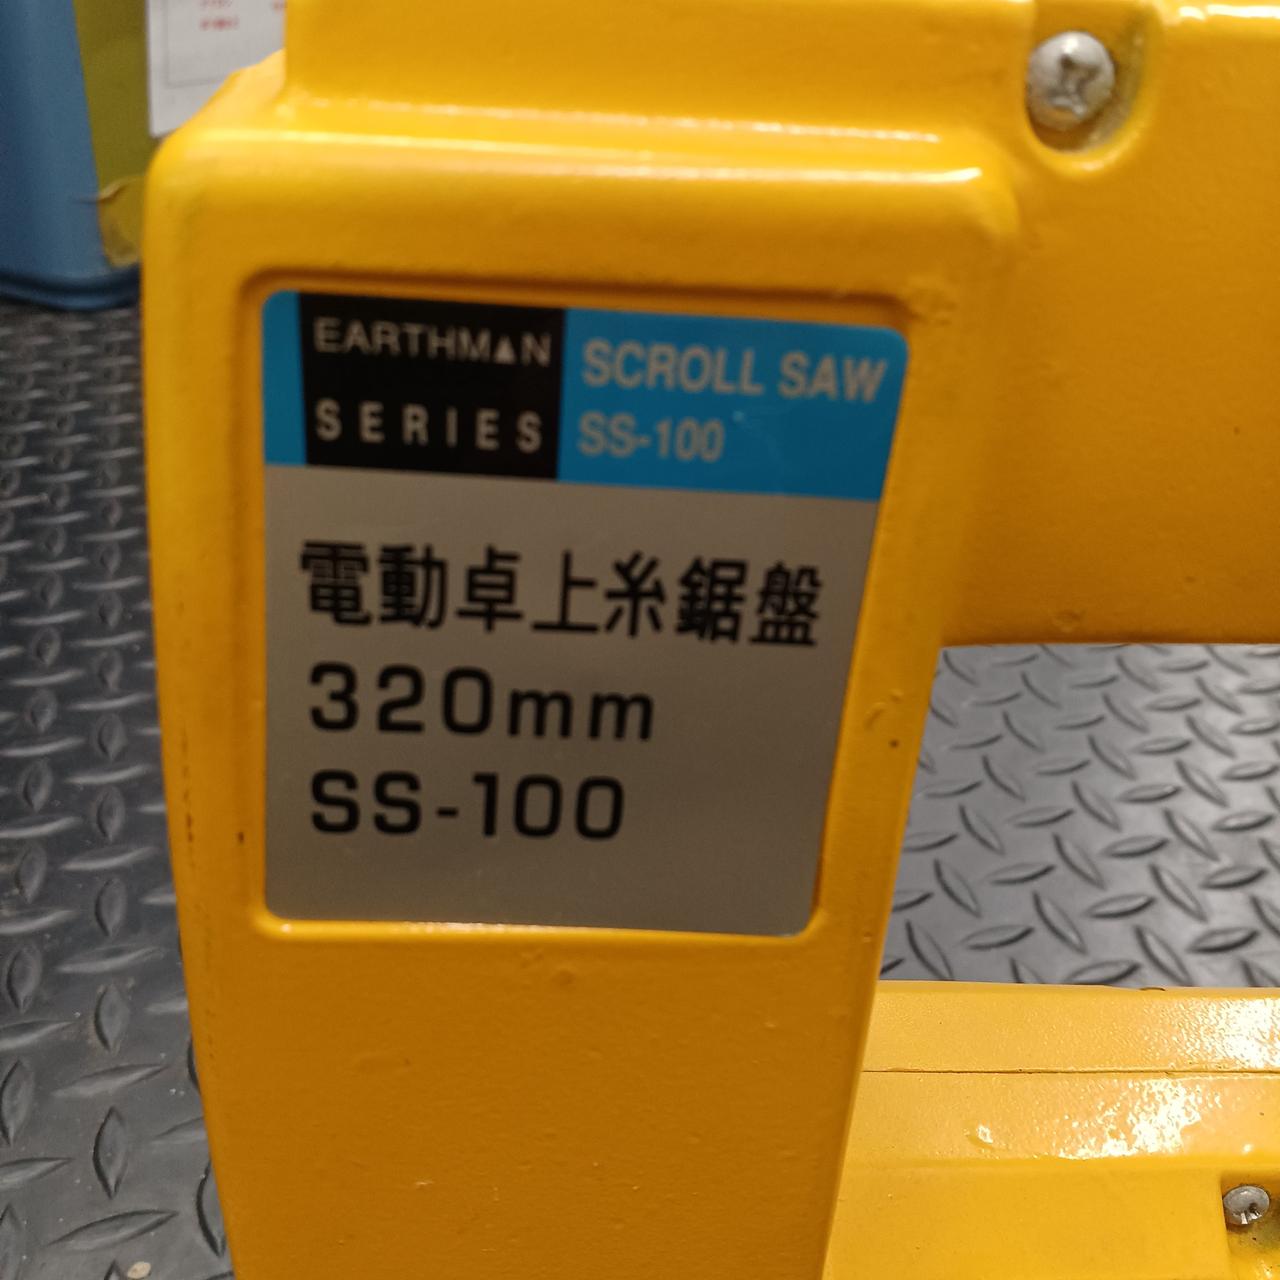 EARTHMAN
SERIES
SCROLL SAW
SS-100
電動卓上糸鋸盤
320mm
SS-100